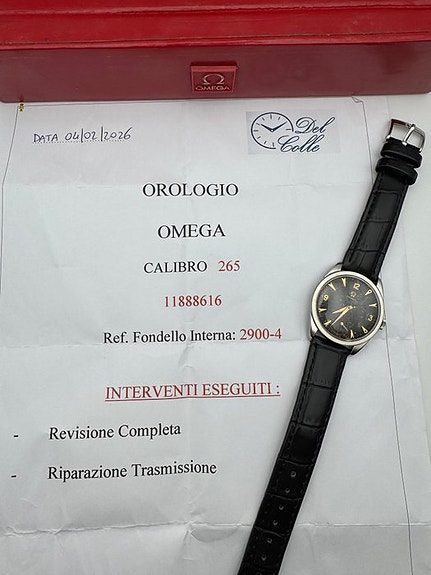 Ω
OMEGA
DATA 04/02/2026
Del
Colle
OROLOGIO
OMEGA
CALIBRO 265
11888616
Ref. Fondello Interna: 2900-4
INTERVENTI ESEGUITI :
- Revisione Completa
- Riparazione Trasmissione